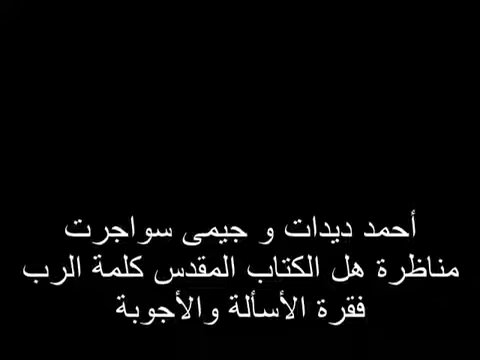 أحمد ديدات و جيمى سواجرت
مناظرة هل الكتاب المقدس كلمة الرب
فقرة الأسألة والأجوبة